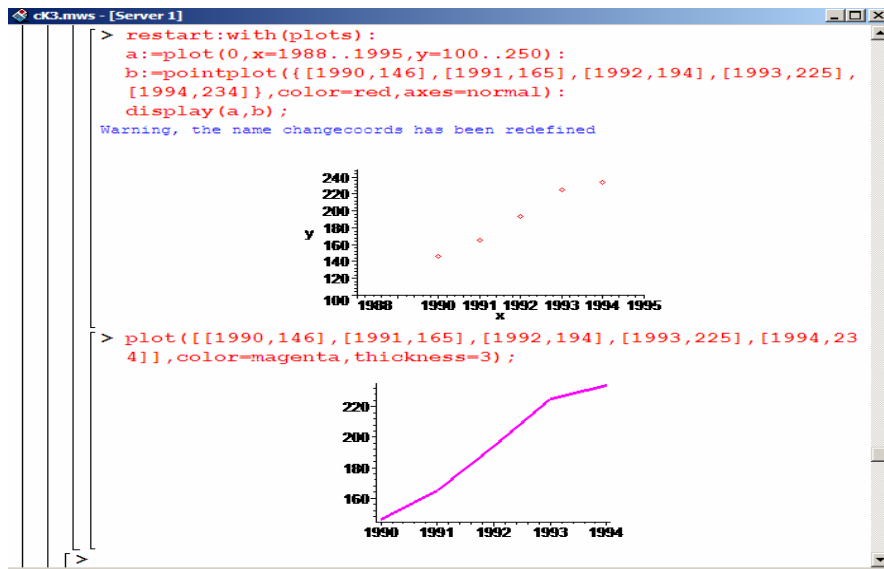 cK3.mws - [Server 1]
> restart:with(plots):
a:=plot(0,x=1988..1995,y=100..250):
b:=pointplot({[1990,146],[1991,165],[1992,194],[1993,225],
[1994,234]},color=red,axes=normal):
display(a,b);
Warning, the name changecoords has been redefined
240
220
200
y 180
160
140
120
100 1988 1990 1991 1992 1993 1994 1995
x
> plot([[1990,146],[1991,165],[1992,194],[1993,225],[1994,23
4]],color=magenta,thickness=3);
220
200
180
160
1990 1991 1992 1993 1994
>